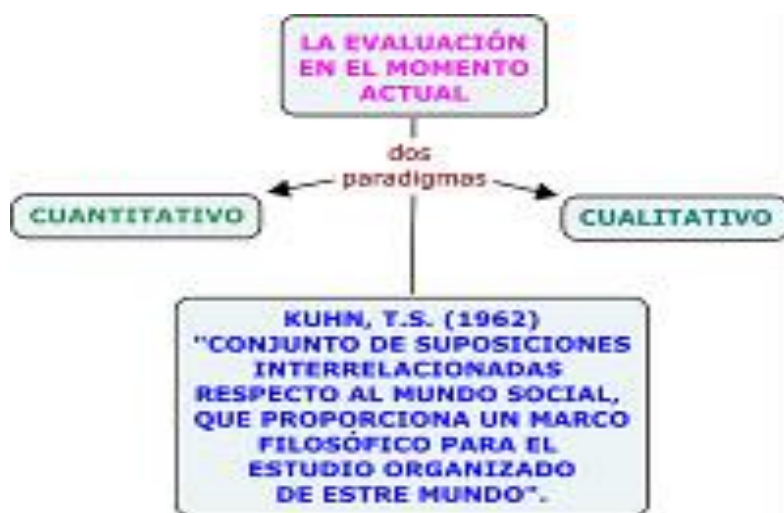 LA EVALUACIÓN
EN EL MOMENTO
ACTUAL
dos
paradigmas
CUANTITATIVO
CUALITATIVO
KUHN, T.S. (1962)
"CONJUNTO DE SUPOSICIONES
INTERRELACIONADAS
RESPECTO AL MUNDO SOCIAL,
QUE PROPORCIONA UN MARCO
FILOSÓFICO PARA EL
ESTUDIO ORGANIZADO
DE ESTRE MUNDO".